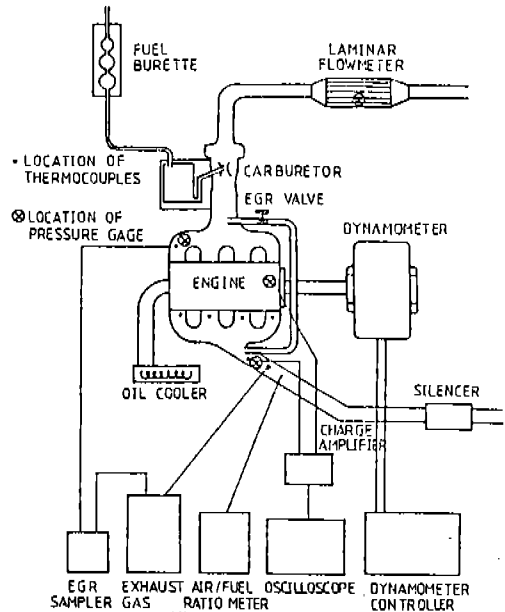 FUEL
BURETTE
LAMINAR
FLOWMETER
• LOCATION OF
THERMOCOUPLES
CARBURETOR
EGR VALVE
⊗ LOCATION OF
PRESSURE GAGE
DYNAMOMETER
ENGINE
OIL COOLER
SILENCER
CHARGE
AMPLIFIER
EGR
SAMPLER
EXHAUST
GAS
AIR/FUEL
RATIO METER
OSCILLOSCOPE
DYNAMOMETER
CONTROLLER